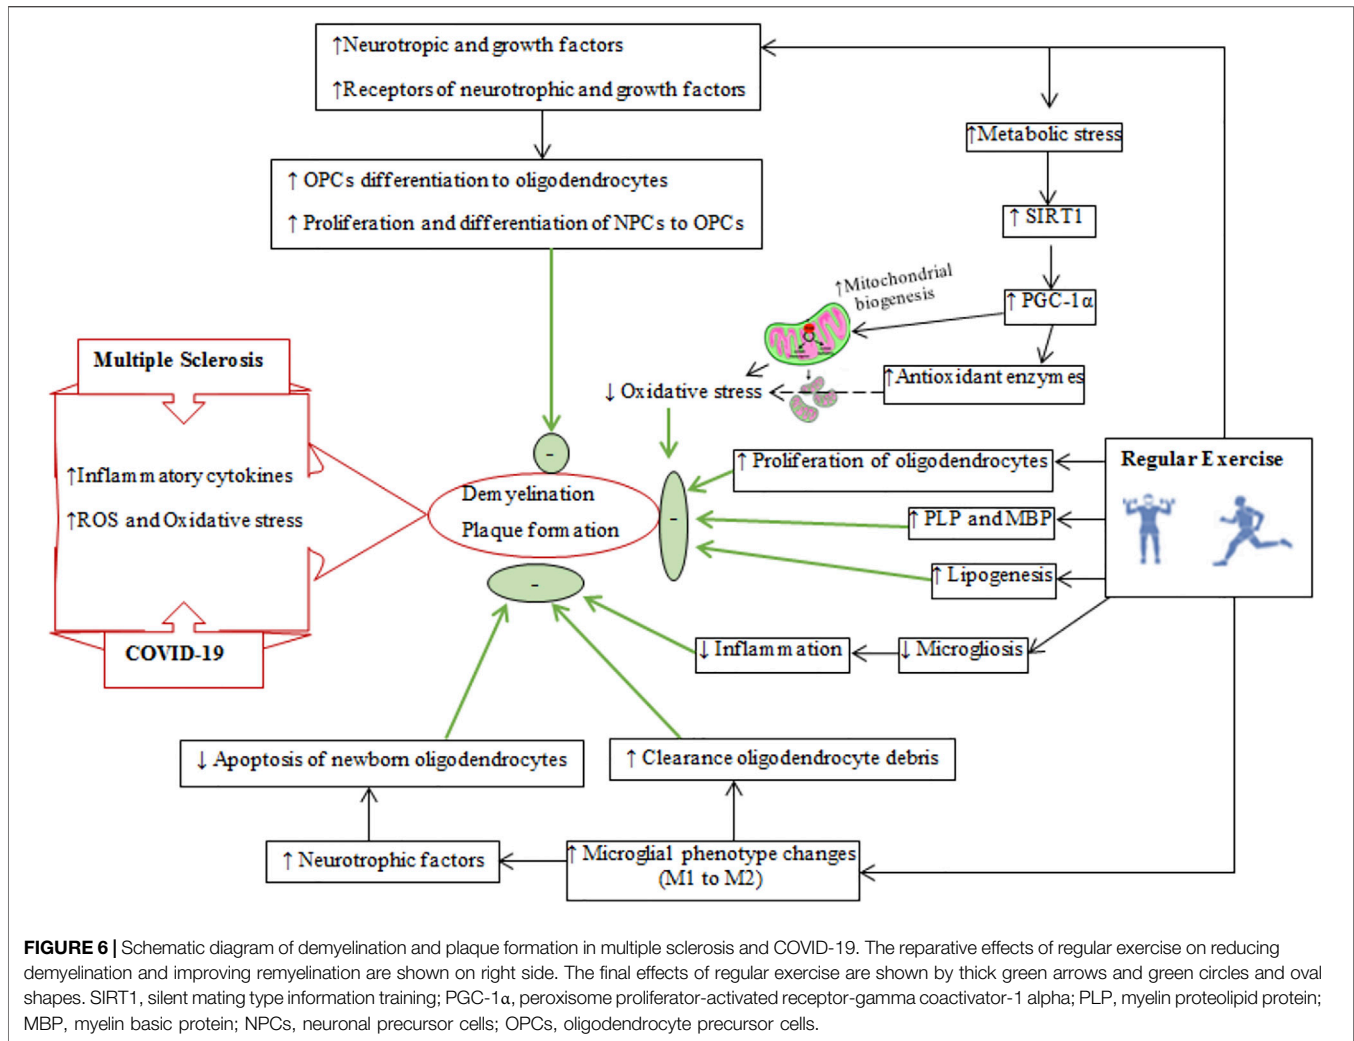 ↑Neurotropic and growth factors
↑Receptors of neurotrophic and growth factors
↑Metabolic stress
↑ OPCs differentiation to oligodendrocytes
↑ Proliferation and differentiation of NPCs to OPCs
↑ SIRT1
↑Mitochondrial
biogenesis
↑ PGC-1α
Multiple Sclerosis
↓ Oxidative stress
↑Antioxidant enzymes
↑Inflammatory cytokines
↑ROS and Oxidative stress
-
Demyelination
Plaque formation
-
↑ Proliferation of oligodendrocytes
Regular Exercise
↑ PLP and MBP
↑ Lipogenesis
-
COVID-19
↓ Inflammation
↓ Microgliosis
↓ Apoptosis of newborn oligodendrocytes
↑ Clearance oligodendrocyte debris
↑ Neurotrophic factors
↑ Microglial phenotype changes
(M1 to M2)
FIGURE 6 | Schematic diagram of demyelination and plaque formation in multiple sclerosis and COVID-19. The reparative effects of regular exercise on reducing
demyelination and improving remyelination are shown on right side. The final effects of regular exercise are shown by thick green arrows and green circles and oval
shapes. SIRT1, silent mating type information training; PGC-1α, peroxisome proliferator-activated receptor-gamma coactivator-1 alpha; PLP, myelin proteolipid protein;
MBP, myelin basic protein; NPCs, neuronal precursor cells; OPCs, oligodendrocyte precursor cells.